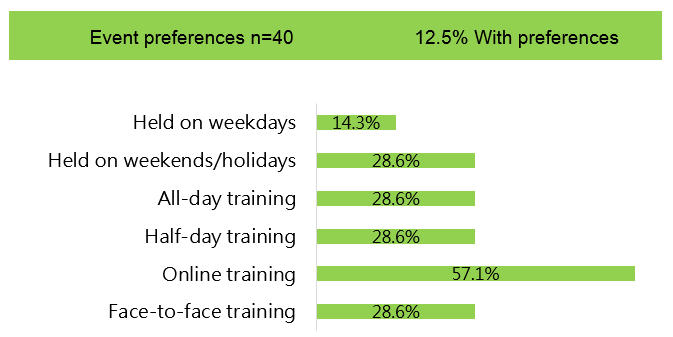 Event preferences n=40 12.5% With preferences
Held on weekdays 14.3%
Held on weekends/holidays 28.6%
All-day training 28.6%
Half-day training 28.6%
Online training 57.1%
Face-to-face training 28.6%